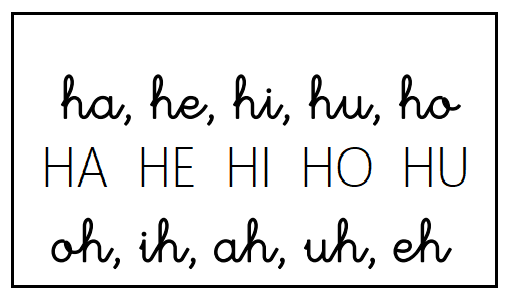 ha, he, hi, hu, ho
HA HE HI HO HU
oh, ih, ah, uh, eh